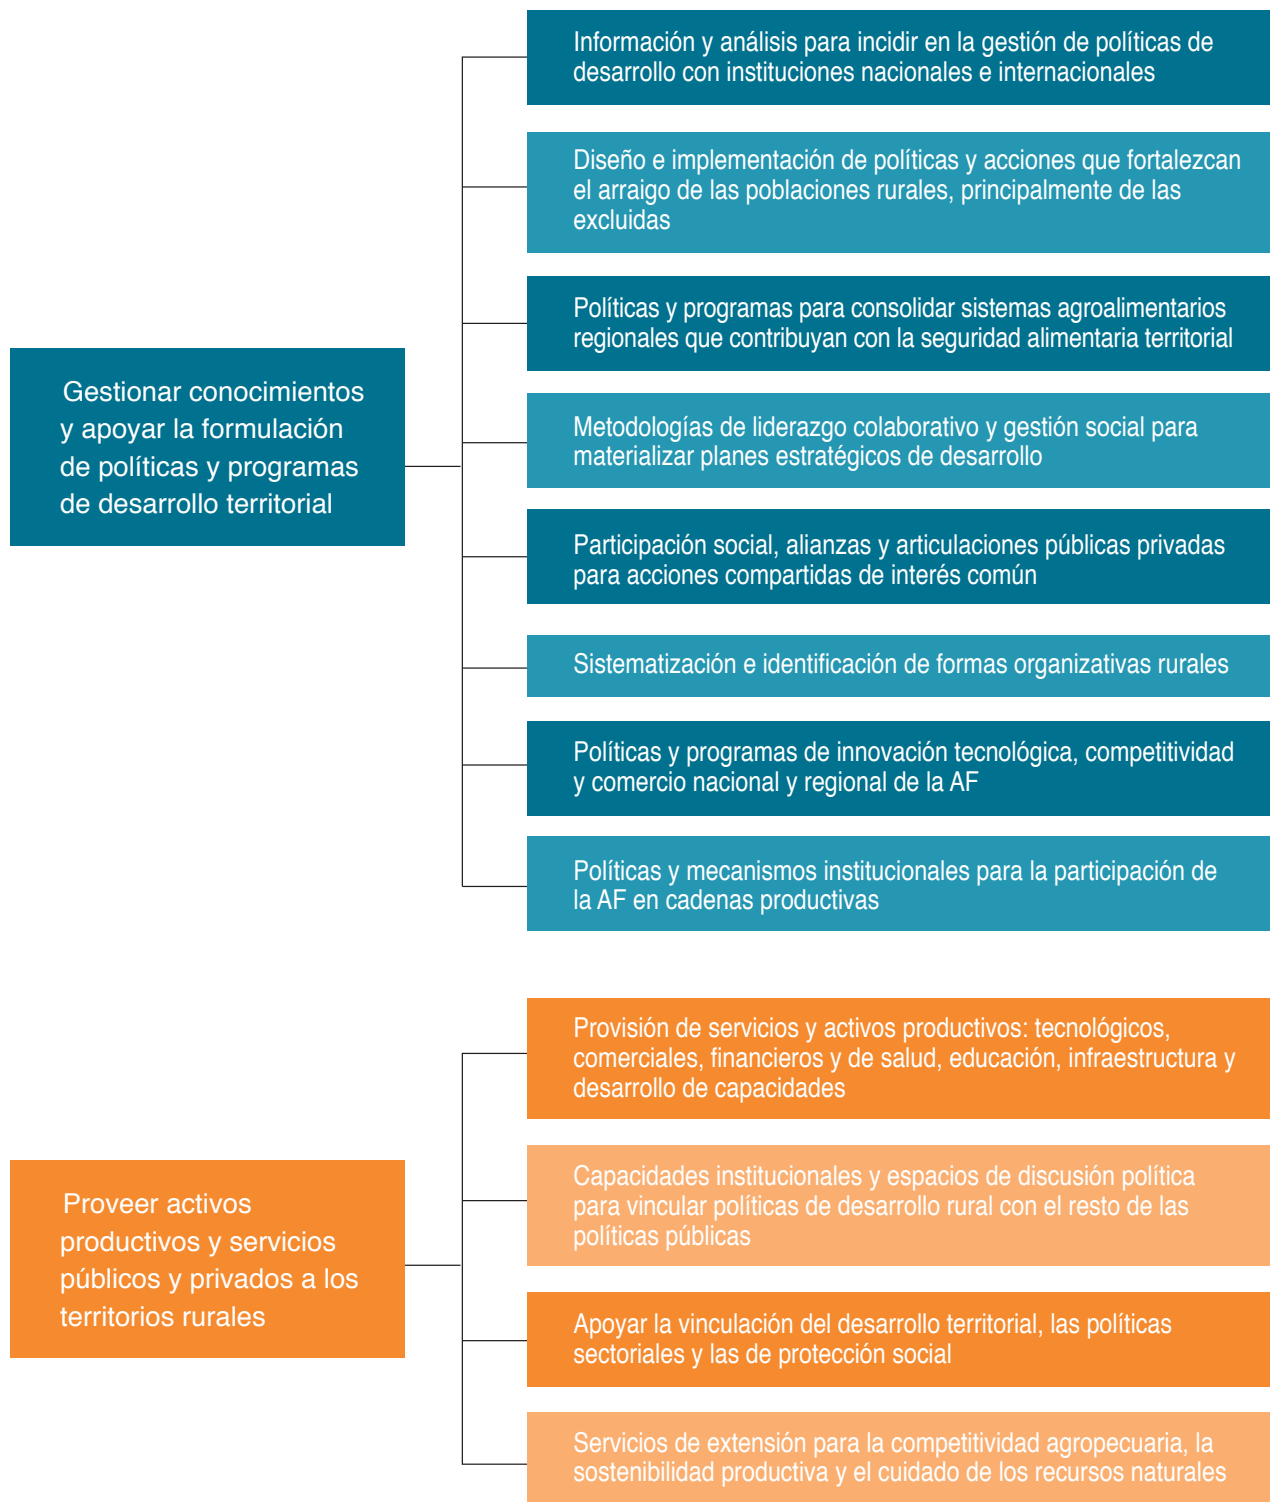 Información y análisis para incidir en la gestión de políticas de
desarrollo con instituciones nacionales e internacionales
Diseño e implementación de políticas y acciones que fortalezcan
el arraigo de las poblaciones rurales, principalmente de las
excluidas
Políticas y programas para consolidar sistemas agroalimentarios
regionales que contribuyan con la seguridad alimentaria territorial
Gestionar conocimientos
y apoyar la formulación
de políticas y programas
de desarrollo territorial
Metodologías de liderazgo colaborativo y gestión social para
materializar planes estratégicos de desarrollo
Participación social, alianzas y articulaciones públicas privadas
para acciones compartidas de interés común
Sistematización e identificación de formas organizativas rurales
Políticas y programas de innovación tecnológica, competitividad
y comercio nacional y regional de la AF
Políticas y mecanismos institucionales para la participación de
la AF en cadenas productivas
Provisión de servicios y activos productivos: tecnológicos,
comerciales, financieros y de salud, educación, infraestructura y
desarrollo de capacidades
Proveer activos
productivos y servicios
públicos y privados a los
territorios rurales
Capacidades institucionales y espacios de discusión política
para vincular políticas de desarrollo rural con el resto de las
políticas públicas
Apoyar la vinculación del desarrollo territorial, las políticas
sectoriales y las de protección social
Servicios de extensión para la competitividad agropecuaria, la
sostenibilidad productiva y el cuidado de los recursos naturales